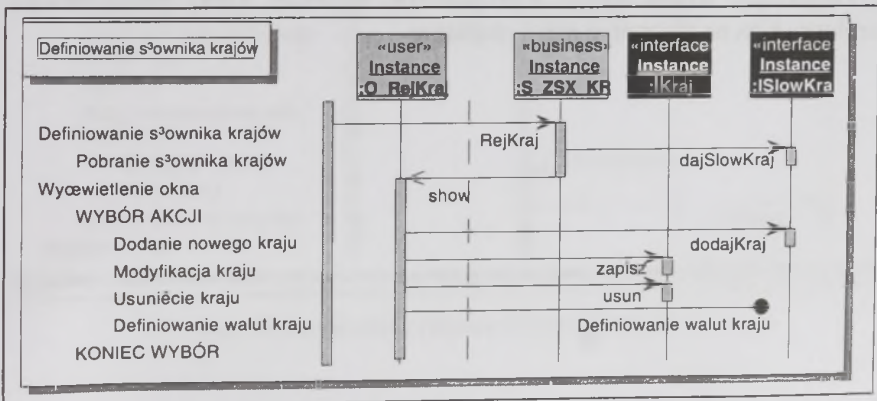 Definiowanie s³ownika krajów
«user»
Instance
:O_RejKra
«business»
Instance
:S_ZSX_KR
«interface
Instance
:IKraj
«interface
Instance
:ISlowKra
Definiowanie s³ownika krajów
RejKraj
Pobranie s³ownika krajów
dajSlowKraj
Wyœwietlenie okna
show
WYBÓR AKCJI
Dodanie nowego kraju
dodajKraj
Modyfikacja kraju
zapisz
Usuniêcie kraju
usun
Definiowanie walut kraju
Definiowanie walut kraju
KONIEC WYBÓR